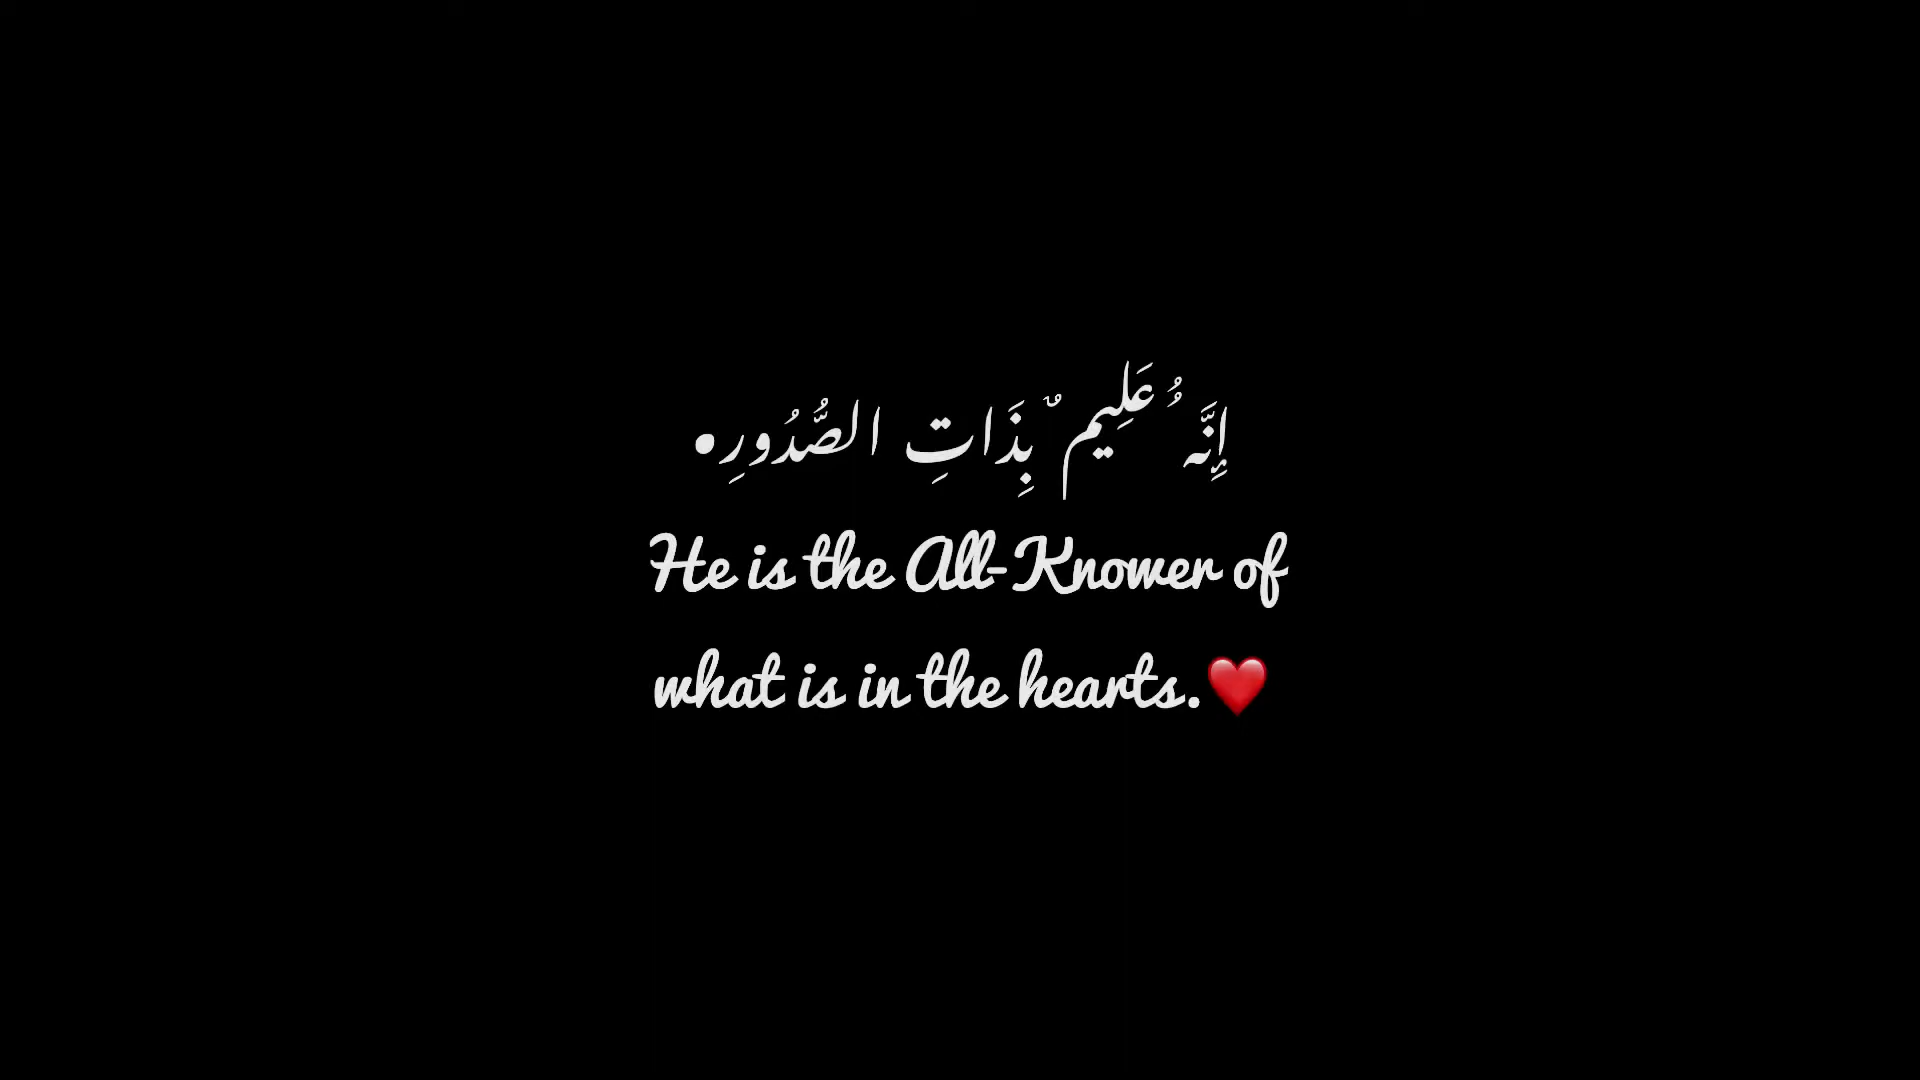 إِنَّهُ عَلِيمٌ بِذَاتِ الصُّدُورِ•
He is the All-Knower of
what is in the hearts.❤️